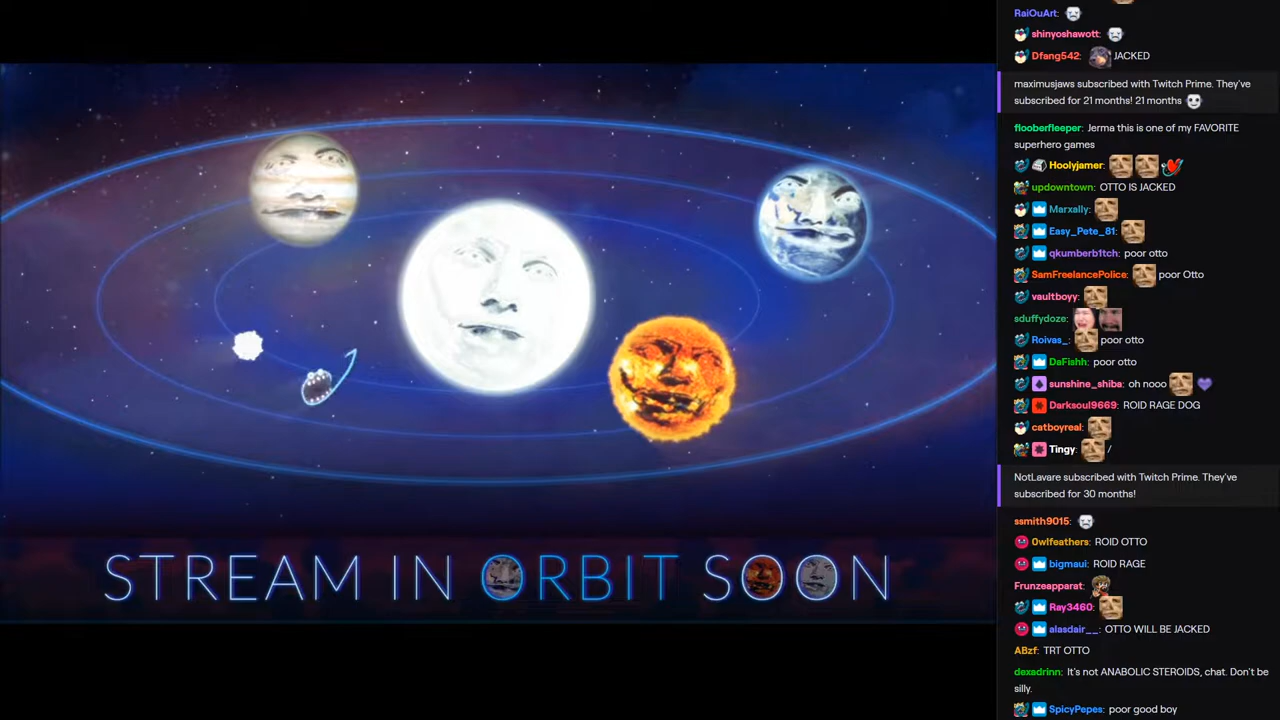 STREAM IN ORBIT SOON
RaiOuArt:
shinyoshawott:
Dfang542: JACKED
maximusjaws subscribed with Twitch Prime. They've
subscribed for 21 months! 21 months
flooberfleeper: Jerma this is one of my FAVORITE
superhero games
Hoolyjamer:
updowntown: OTTO IS JACKED
Marxally:
Easy_Pete_81:
qkumberb1tch: poor otto
SamFreelancePolice: poor Otto
vaultboyy:
sduffydoze:
Roivas_: poor otto
DaFishh: poor otto
sunshine_shiba: oh nooo
Darksoul9669: ROID RAGE DOG
catboyreal:
Tingy: /
NotLavare subscribed with Twitch Prime. They've
subscribed for 30 months!
ssmith9015:
0wlfeathers: ROID OTTO
bigmaui: ROID RAGE
Frunzeapparat:
Ray3460:
alasdair__: OTTO WILL BE JACKED
ABzf: TRT OTTO
dexadrinn: It's not ANABOLIC STEROIDS, chat. Don't be
silly.
SpicyPepes: poor good boy